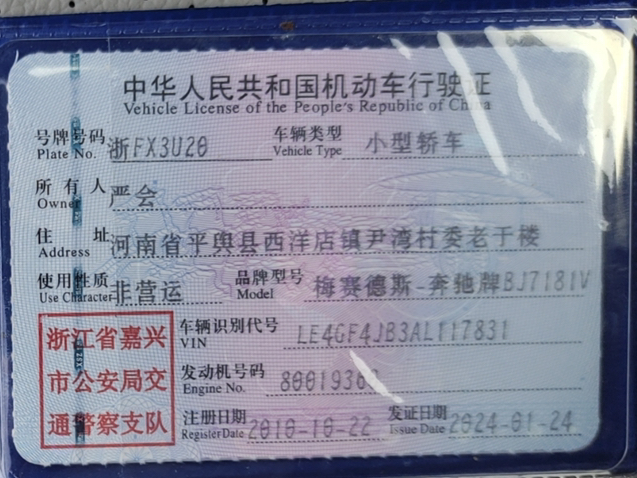 中华人民共和国机动车行驶证
Vehicle License of the People's Republic of China
号牌号码 浙FX3U20 车辆类型 小型轿车
Plate No. Vehicle Type
所有人 严会
Owner
住址 河南省平舆县西洋店镇尹湾村委老于楼
Address
使用性质 非营运 品牌型号 梅赛德斯-奔驰牌BJ7181V
Use Character Model
浙江省嘉兴
市公安局交
通警察支队
车辆识别代号 LE4GF4JB3AL117831
VIN
发动机号码
Engine No.
注册日期 2010-10-22 发证日期 2024-01-24
Register Date Issue Date